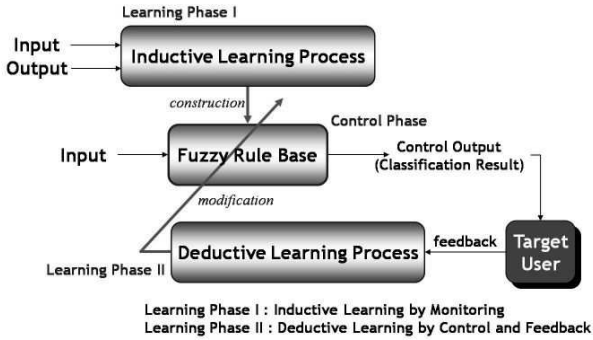 Learning Phase I
Input
Output
Inductive Learning Process
construction
Control Phase
Input
Fuzzy Rule Base
Control Output
(Classification Result)
modification
Deductive Learning Process
feedback
Target
User
Learning Phase II
Learning Phase I : Inductive Learning by Monitoring
Learning Phase II : Deductive Learning by Control and Feedback